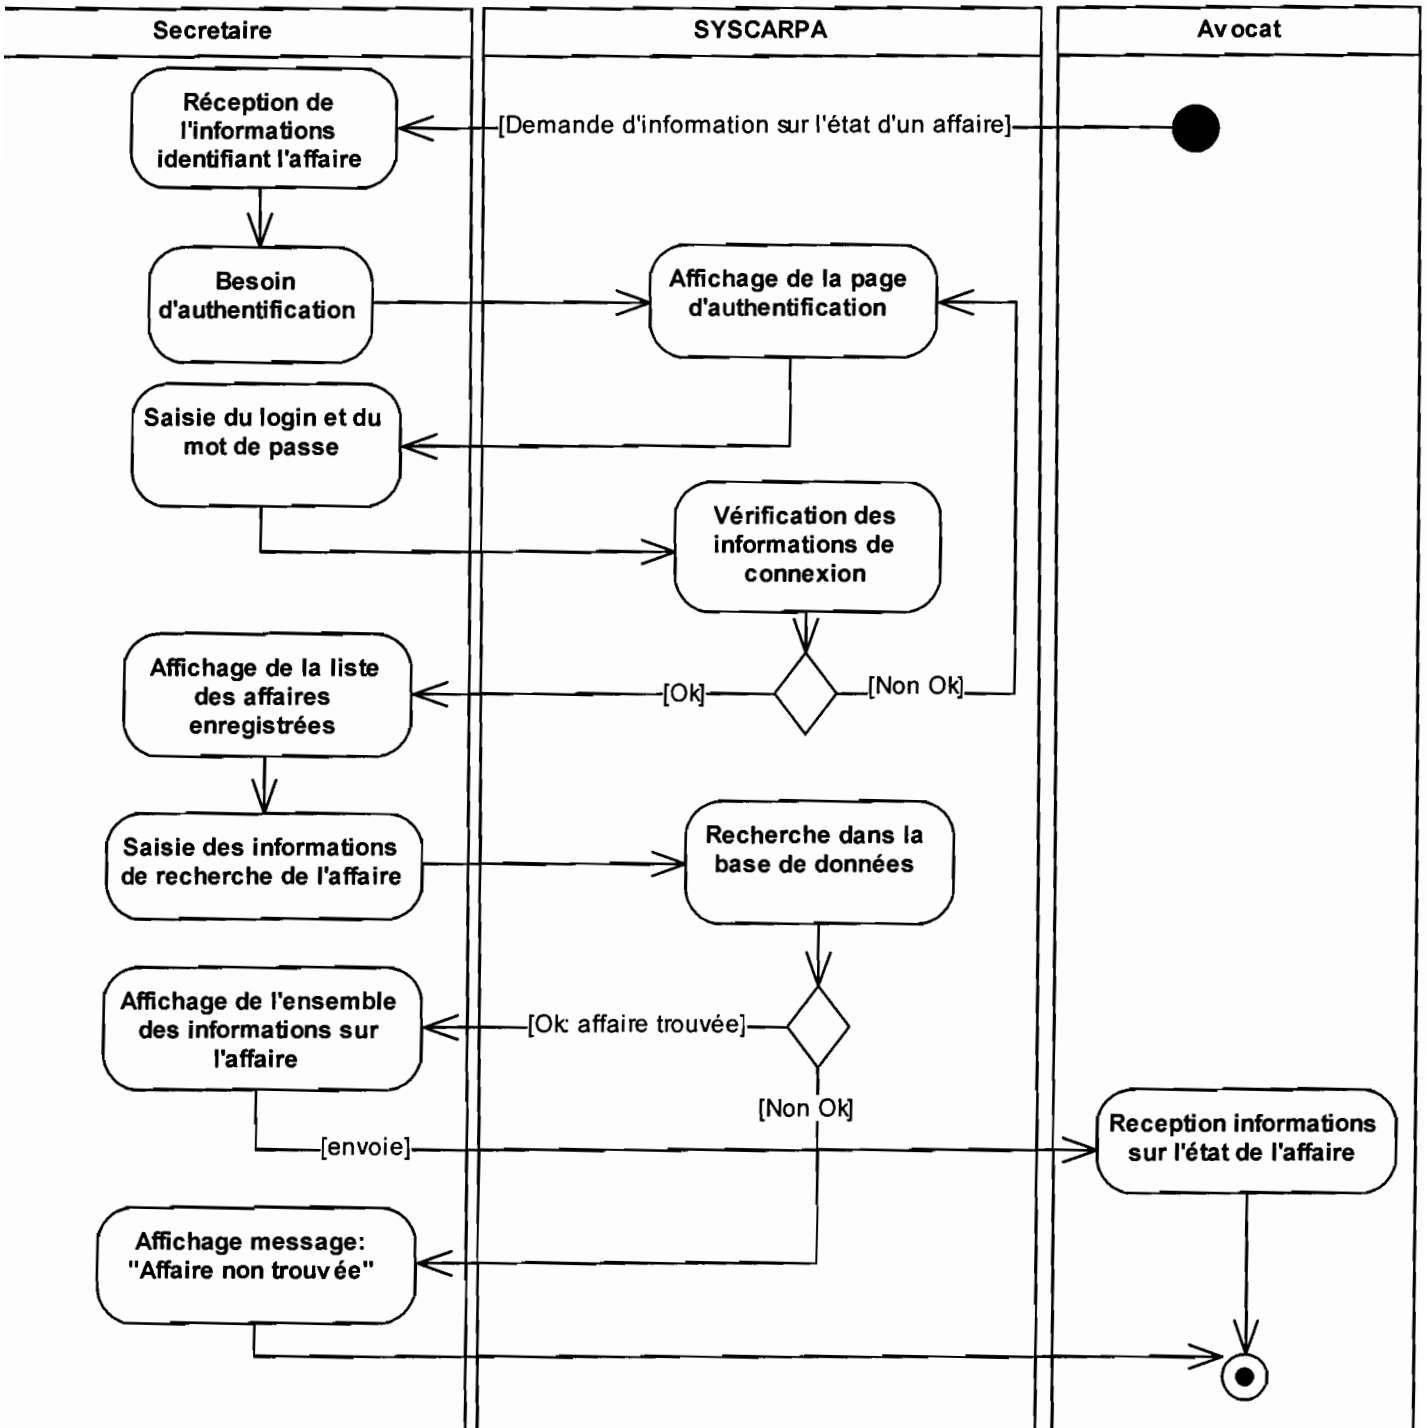 Secretaire
SYSCARPA
Avocat
Réception de
l'informations
identifiant l'affaire
[Demande d'information sur l'état d'un affaire]
Besoin
d'authentification
Affichage de la page
d'authentification
Saisie du login et du
mot de passe
Vérification des
informations de
connexion
Affichage de la liste
des affaires
enregistrées
[Ok]
[Non Ok]
Saisie des informations
de recherche de l'affaire
Recherche dans la
base de données
Affichage de l'ensemble
des informations sur
l'affaire
[Ok: affaire trouvée]
[Non Ok]
[envoie]
Reception informations
sur l'état de l'affaire
Affichage message:
"Affaire non trouvée"